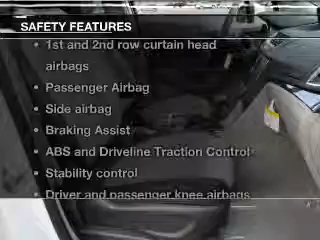 SAFETY FEATURES
• 1st and 2nd row curtain head
airbags
• Passenger Airbag
• Side airbag
• Braking Assist
• ABS and Driveline Traction Control
• Stability control
• Driver and passenger knee airbags